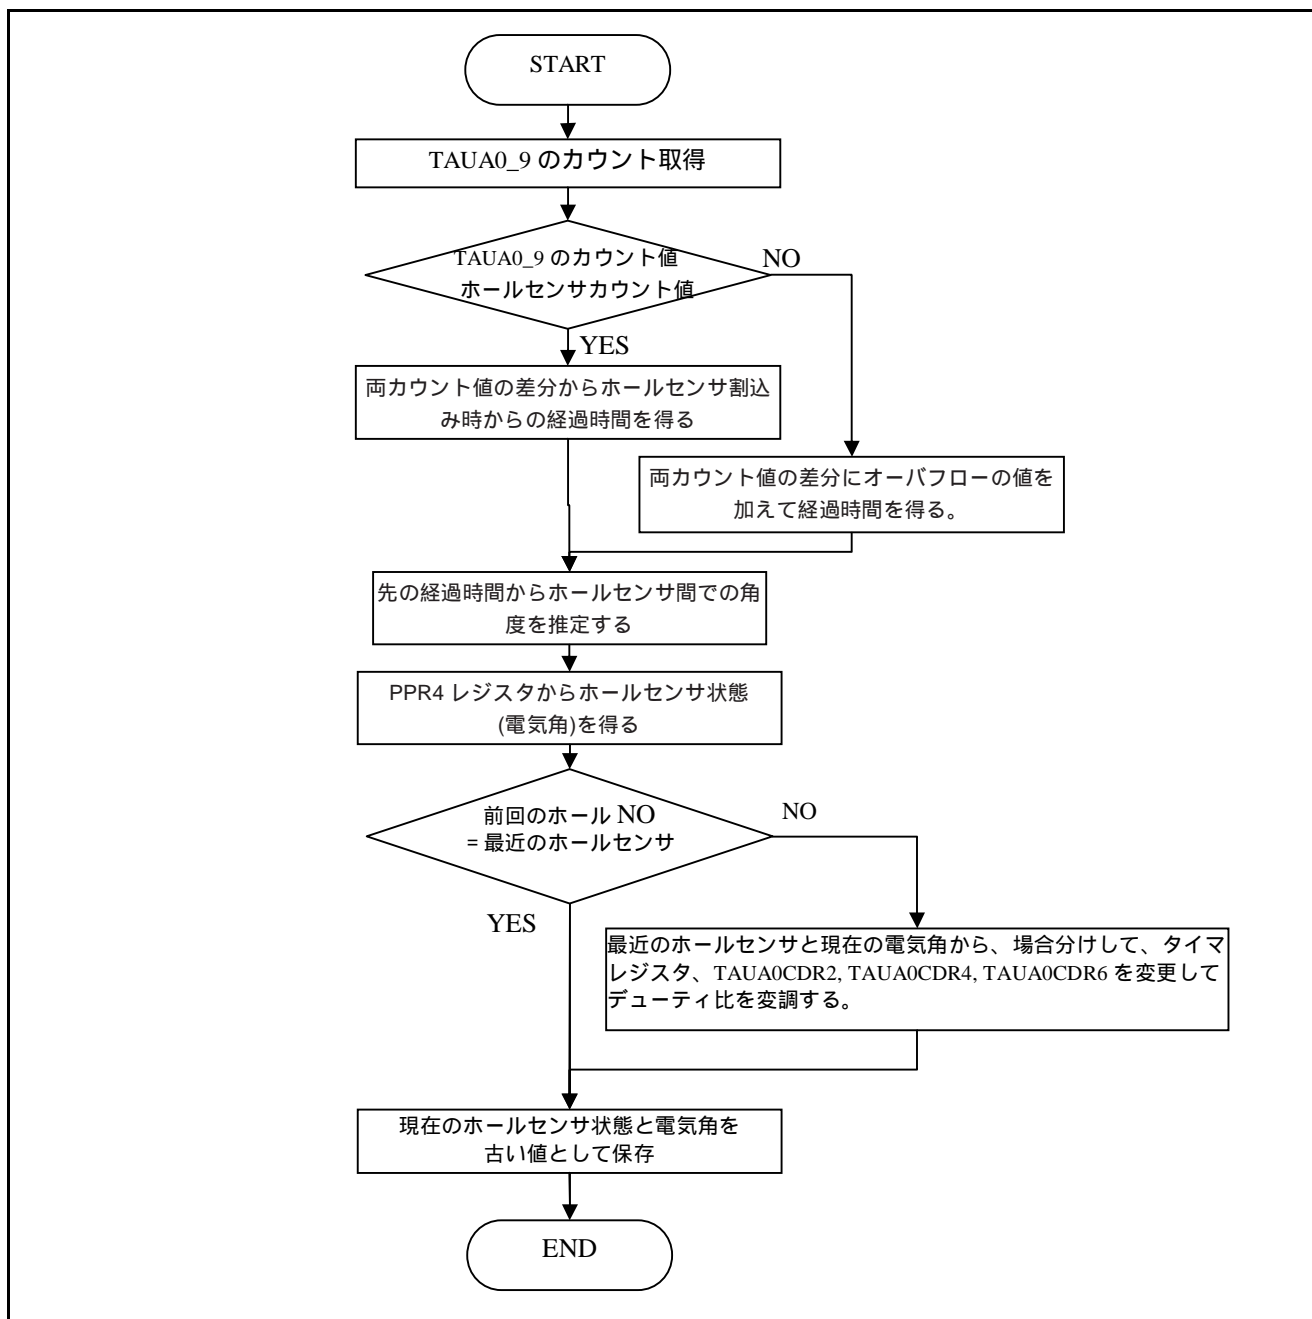 START
TAUA0_9 のカウント取得
TAUA0_9 のカウント値
ホールセンサカウント値
NO
YES
両カウント値の差分からホールセンサ割込
み時からの経過時間を得る
両カウント値の差分にオーバフローの値を
加えて経過時間を得る。
先の経過時間からホールセンサ間での角
度を推定する
PPR4 レジスタからホールセンサ状態
(電気角)を得る
前回のホール NO
= 最近のホールセンサ
NO
YES
最近のホールセンサと現在の電気角から、場合分けして、タイマ
レジスタ、TAUA0CDR2, TAUA0CDR4, TAUA0CDR6 を変更して
デューティ比を変調する。
現在のホールセンサ状態と電気角を
古い値として保存
END